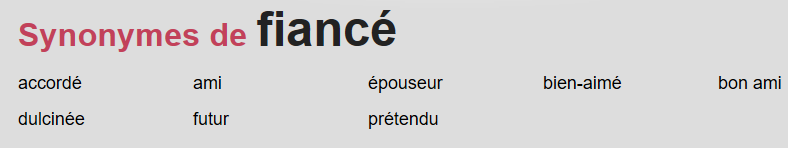 Synonymes de fiancé
accordé ami épouseur bien-aimé bon ami
dulcinée futur prétendu